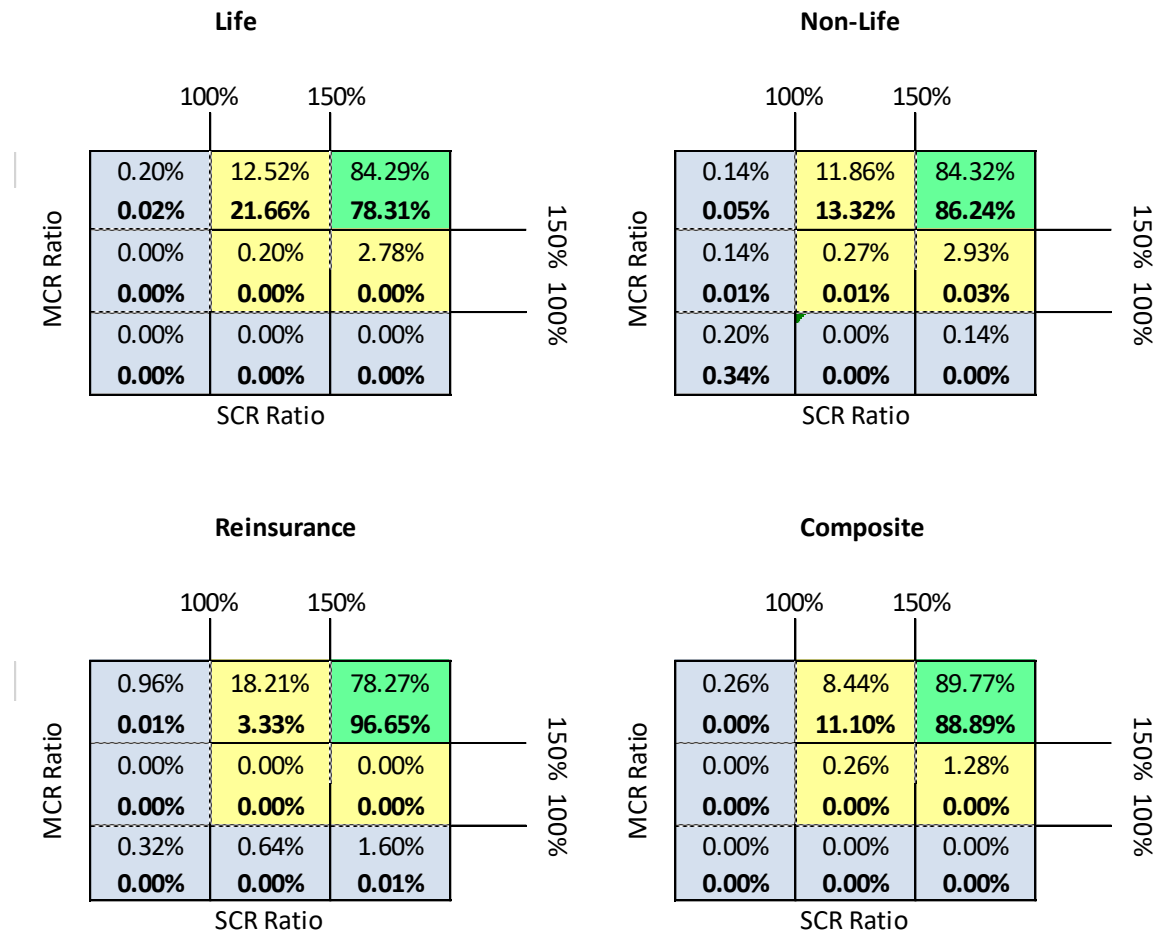 Life Non-Life
100% 150% 100% 150%
0.20% 12.52% 84.29% 0.14% 11.86% 84.32%
0.02% 21.66% 78.31% 0.05% 13.32% 86.24%
MCR Ratio 150% 100% MCR Ratio 150% 100%
0.00% 0.20% 2.78% 0.14% 0.27% 2.93%
0.00% 0.00% 0.00% 0.01% 0.01% 0.03%
0.00% 0.00% 0.00% 0.20% 0.00% 0.14%
0.00% 0.00% 0.00% 0.34% 0.00% 0.00%
SCR Ratio SCR Ratio
Reinsurance Composite
100% 150% 100% 150%
0.96% 18.21% 78.27% 0.26% 8.44% 89.77%
0.01% 3.33% 96.65% 0.00% 11.10% 88.89%
MCR Ratio 150% 100% MCR Ratio 150% 100%
0.00% 0.00% 0.00% 0.00% 0.26% 1.28%
0.00% 0.00% 0.00% 0.00% 0.00% 0.00%
0.32% 0.64% 1.60% 0.00% 0.00% 0.00%
0.00% 0.00% 0.01% 0.00% 0.00% 0.00%
SCR Ratio SCR Ratio